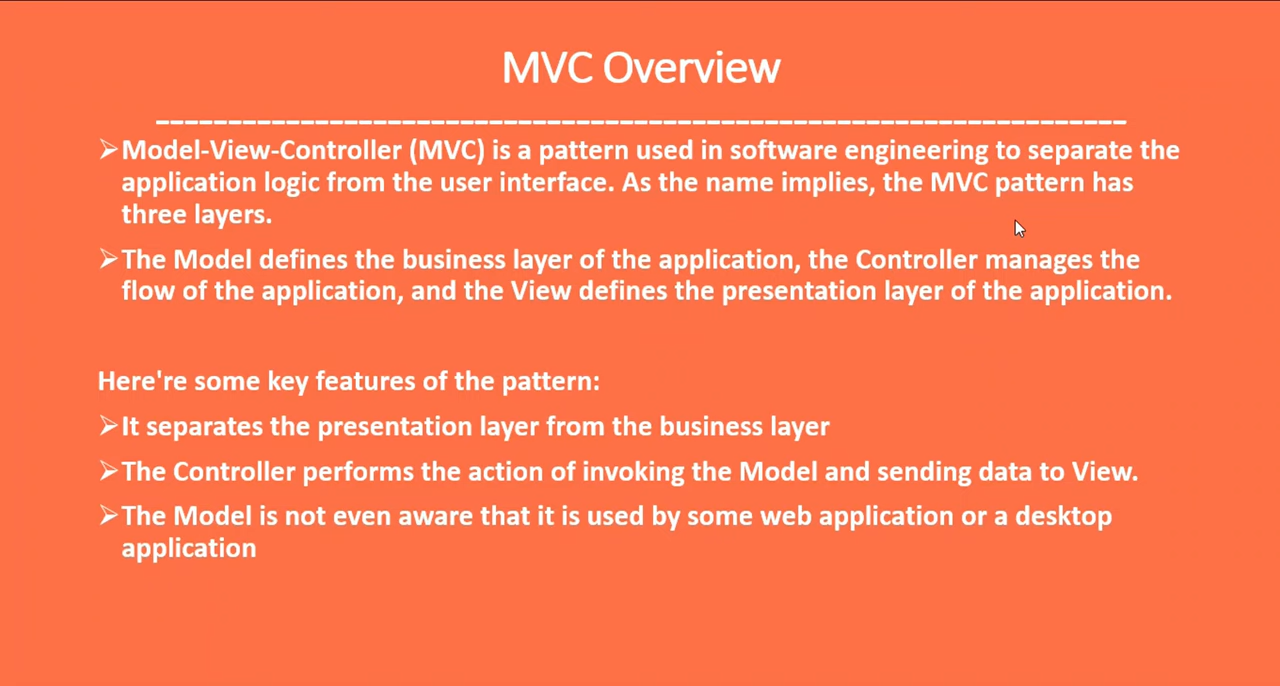 MVC Overview
➢Model-View-Controller (MVC) is a pattern used in software engineering to separate the
application logic from the user interface. As the name implies, the MVC pattern has
three layers.
➢The Model defines the business layer of the application, the Controller manages the
flow of the application, and the View defines the presentation layer of the application.
Here're some key features of the pattern:
➢It separates the presentation layer from the business layer
➢The Controller performs the action of invoking the Model and sending data to View.
➢The Model is not even aware that it is used by some web application or a desktop
application